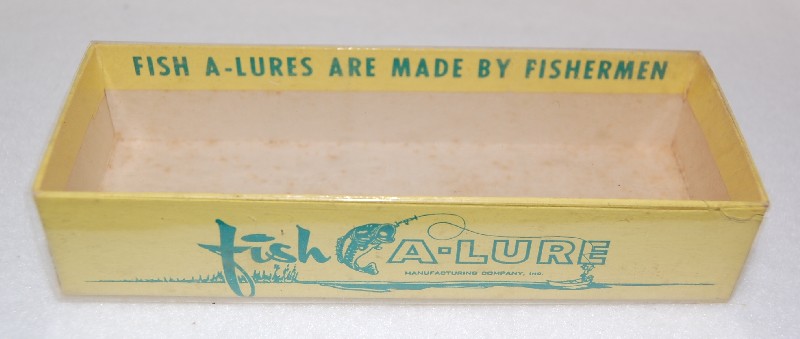 FISH A-LURES ARE MADE BY FISHERMEN
fish A-LURE
MANUFACTURING COMPANY, INC.